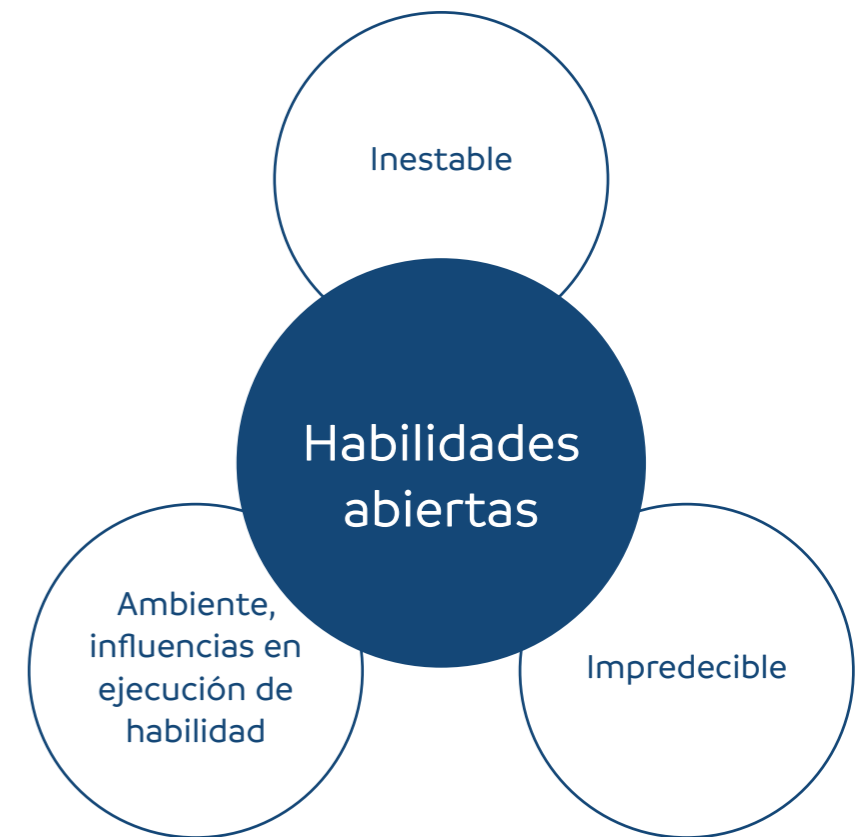 Inestable
Habilidades
abiertas
Ambiente,
influencias en
ejecución de
habilidad
Impredecible